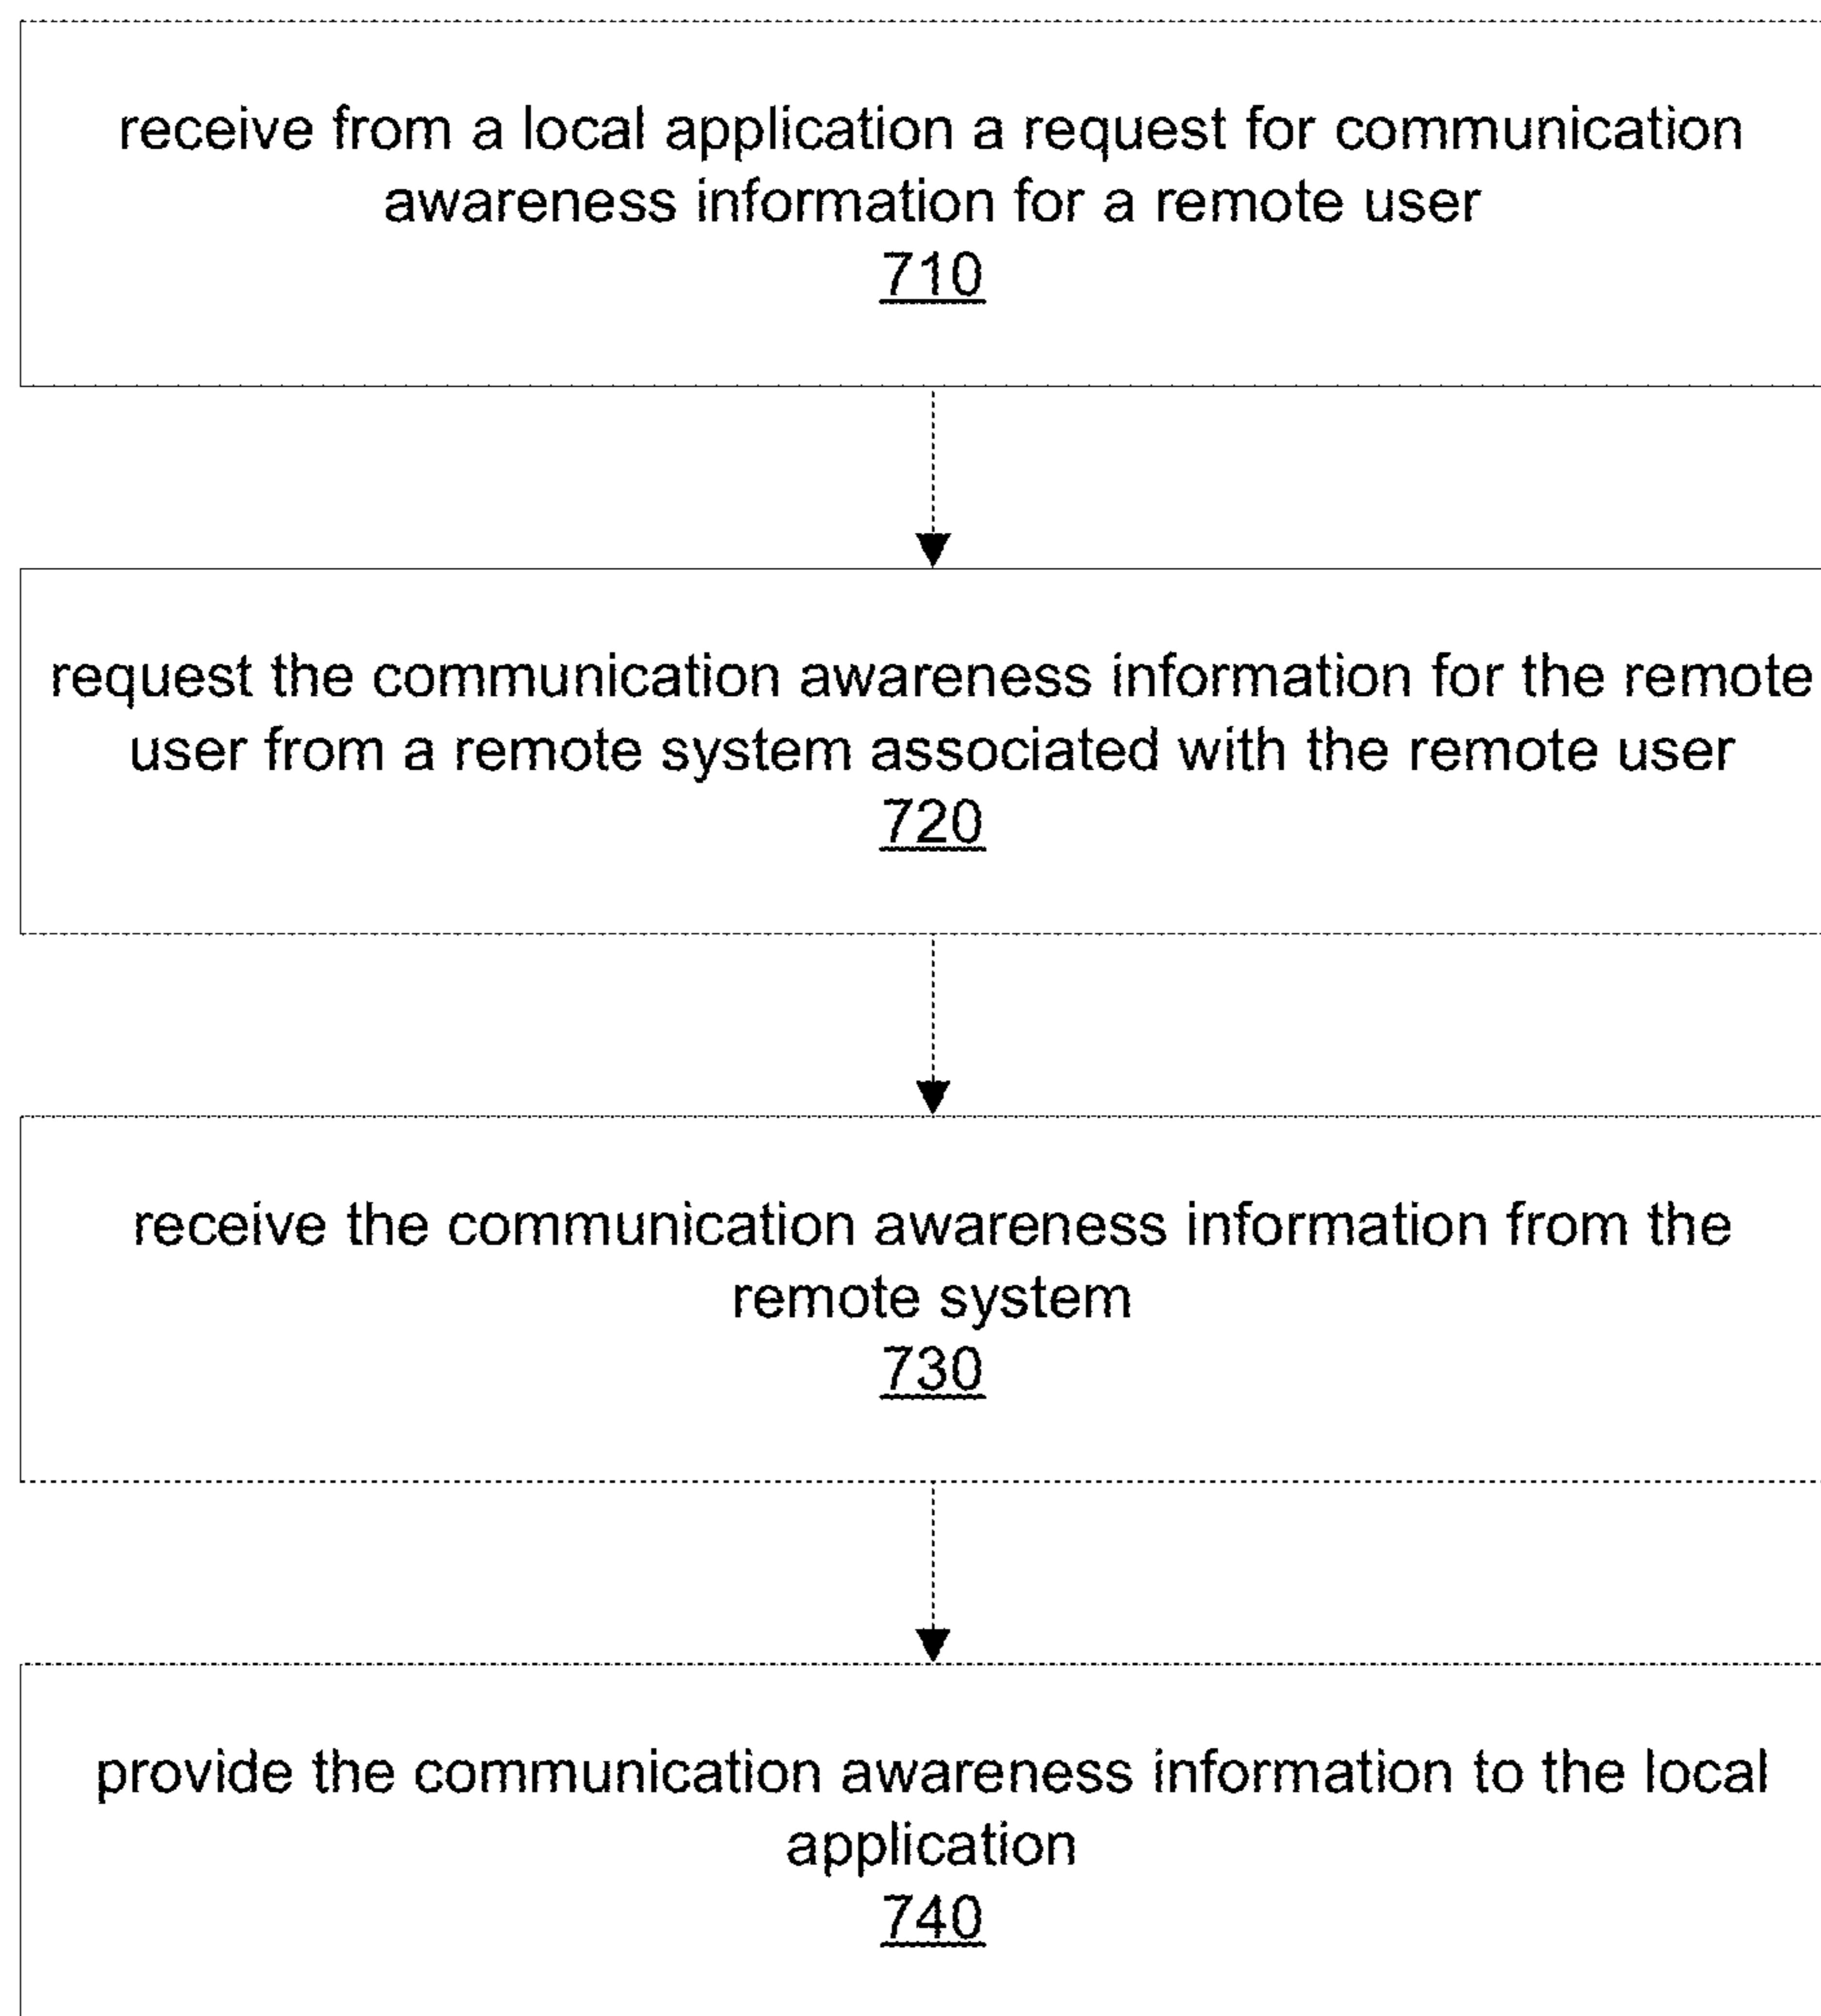 receive from a local application a request for communication
awareness information for a remote user
710
request the communication awareness information for the remote
user from a remote system associated with the remote user
720
receive the communication awareness information from the
remote system
730
provide the communication awareness information to the local
application
740